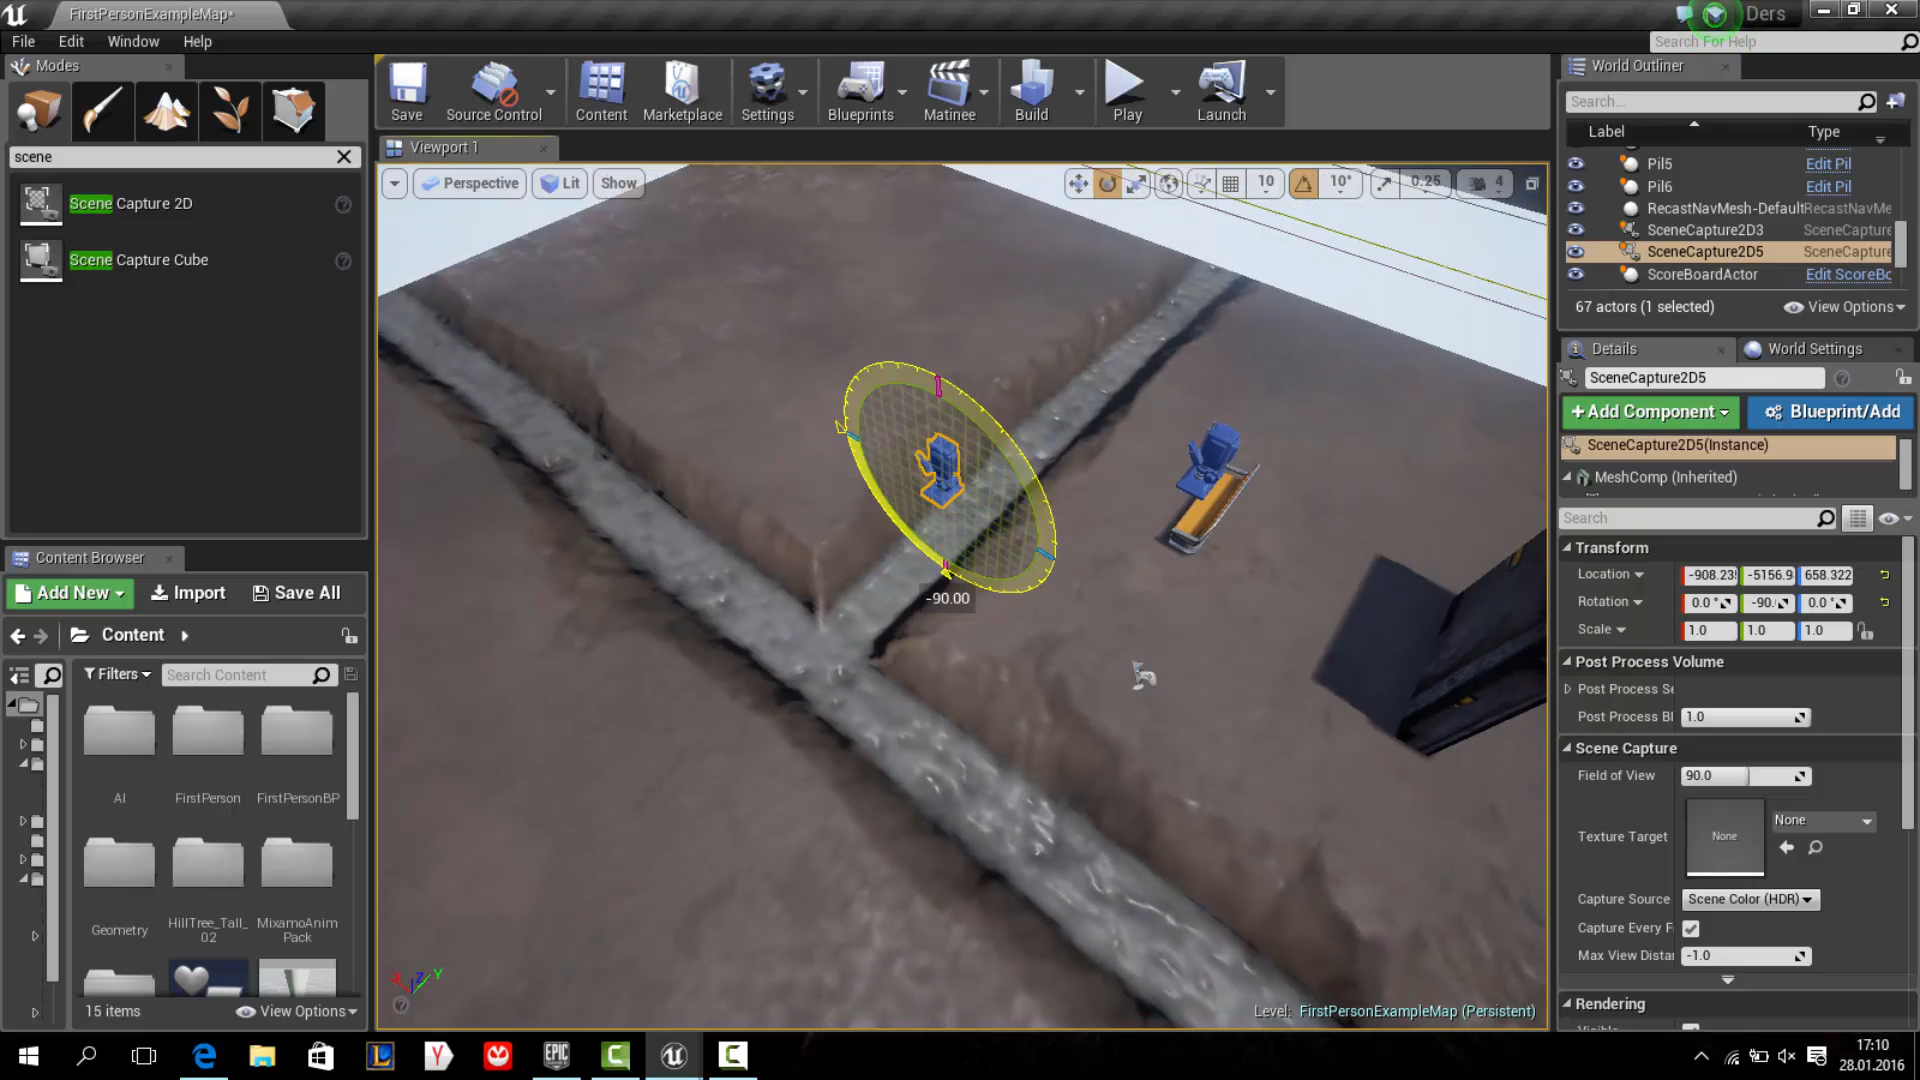 FirstPersonExampleMap*
Ders
File Edit Window Help
Search For Help
Modes
scene
Scene Capture 2D
Scene Capture Cube
Save
Source Control
Content
Marketplace
Settings
Blueprints
Matinee
Build
Play
Launch
Viewport 1
Perspective
Lit
Show
10
10°
0.25
4
-90.00
Level: FirstPersonExampleMap (Persistent)
X Z Y
World Outliner
Search...
Label Type
Pil5 Edit Pil
Pil6 Edit Pil
RecastNavMesh-Default RecastNavMe
SceneCapture2D3 SceneCapture
SceneCapture2D5 SceneCapture
ScoreBoardActor Edit ScoreBo
67 actors (1 selected)
View Options
Details
World Settings
SceneCapture2D5
+Add Component
Blueprint/Add
SceneCapture2D5(Instance)
MeshComp (Inherited)
Search
Transform
Location -908.23 -5156.9 658.322
Rotation 0.0 ° -90. 0.0 °
Scale 1.0 1.0 1.0
Post Process Volume
Post Process Se
Post Process Bl 1.0
Scene Capture
Field of View 90.0
Texture Target None None
Capture Source Scene Color (HDR)
Capture Every F
Max View Distar -1.0
Rendering
Content Browser
Add New
Import
Save All
Content
Filters
Search Content
AI
FirstPerson
FirstPersonBP
Geometry
HillTree_Tall_
02
MixamoAnim
Pack
15 items
View Options
EPIC
GAMES
17:10
28.01.2016